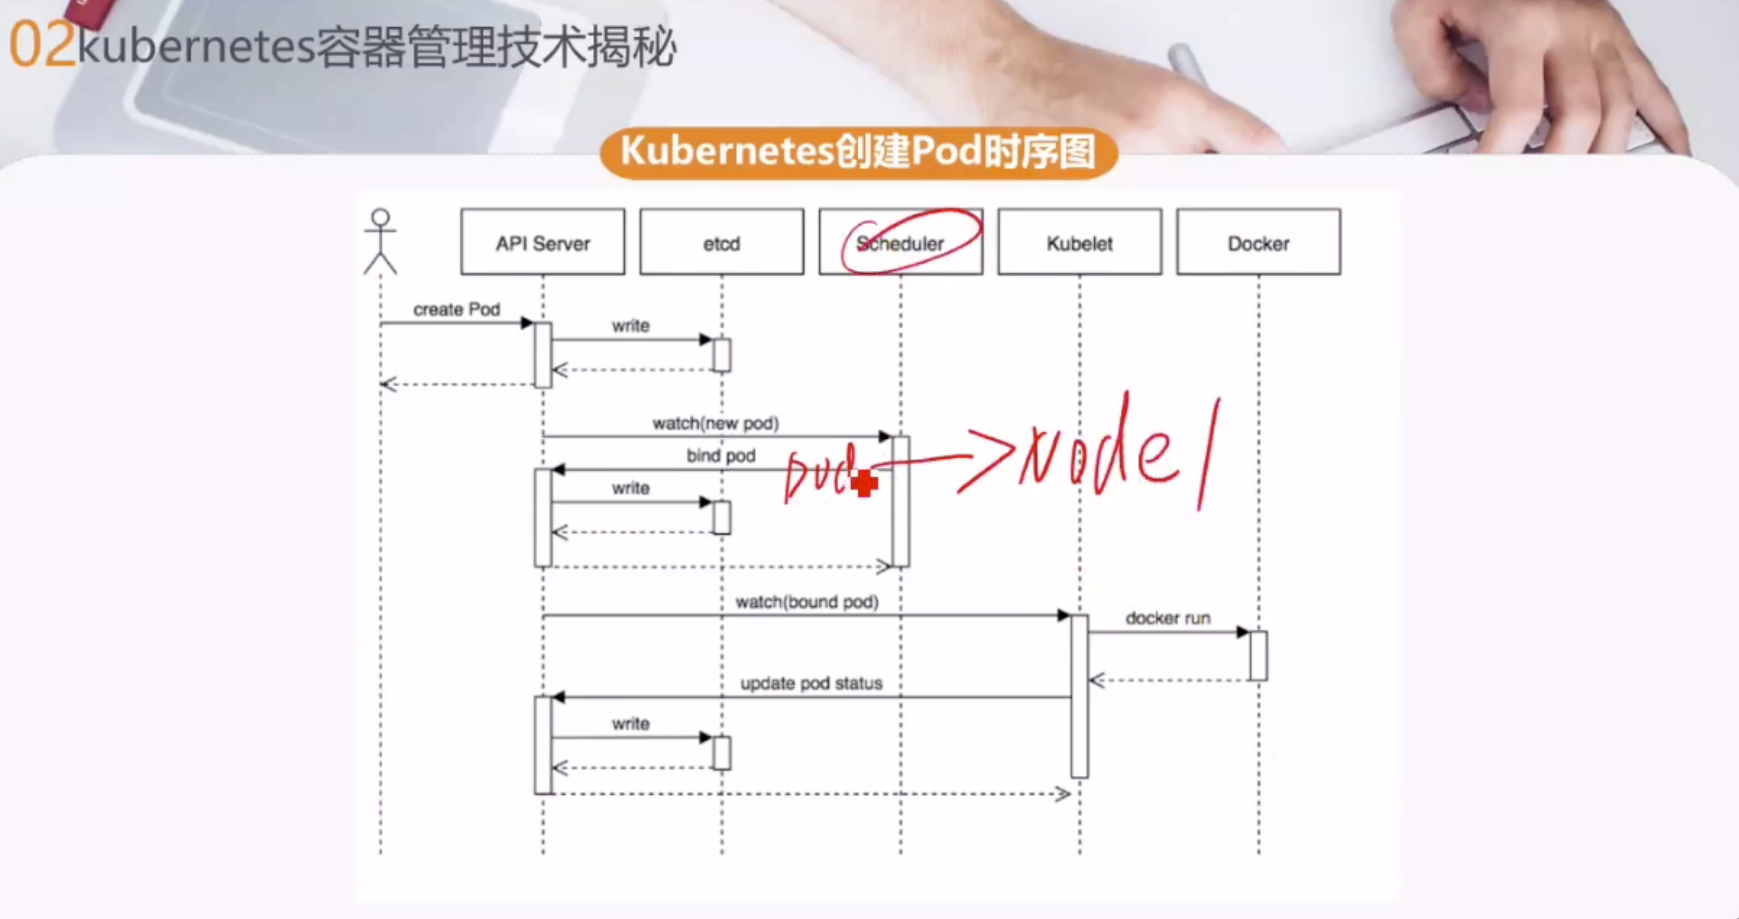 02kubernetes容器管理技术揭秘
Kubernetes创建Pod时序图
API Server
etcd
Scheduler
Kubelet
Docker
create Pod
write
watch(new pod)
bind pod
pod
Node1
write
watch(bound pod)
docker run
update pod status
write